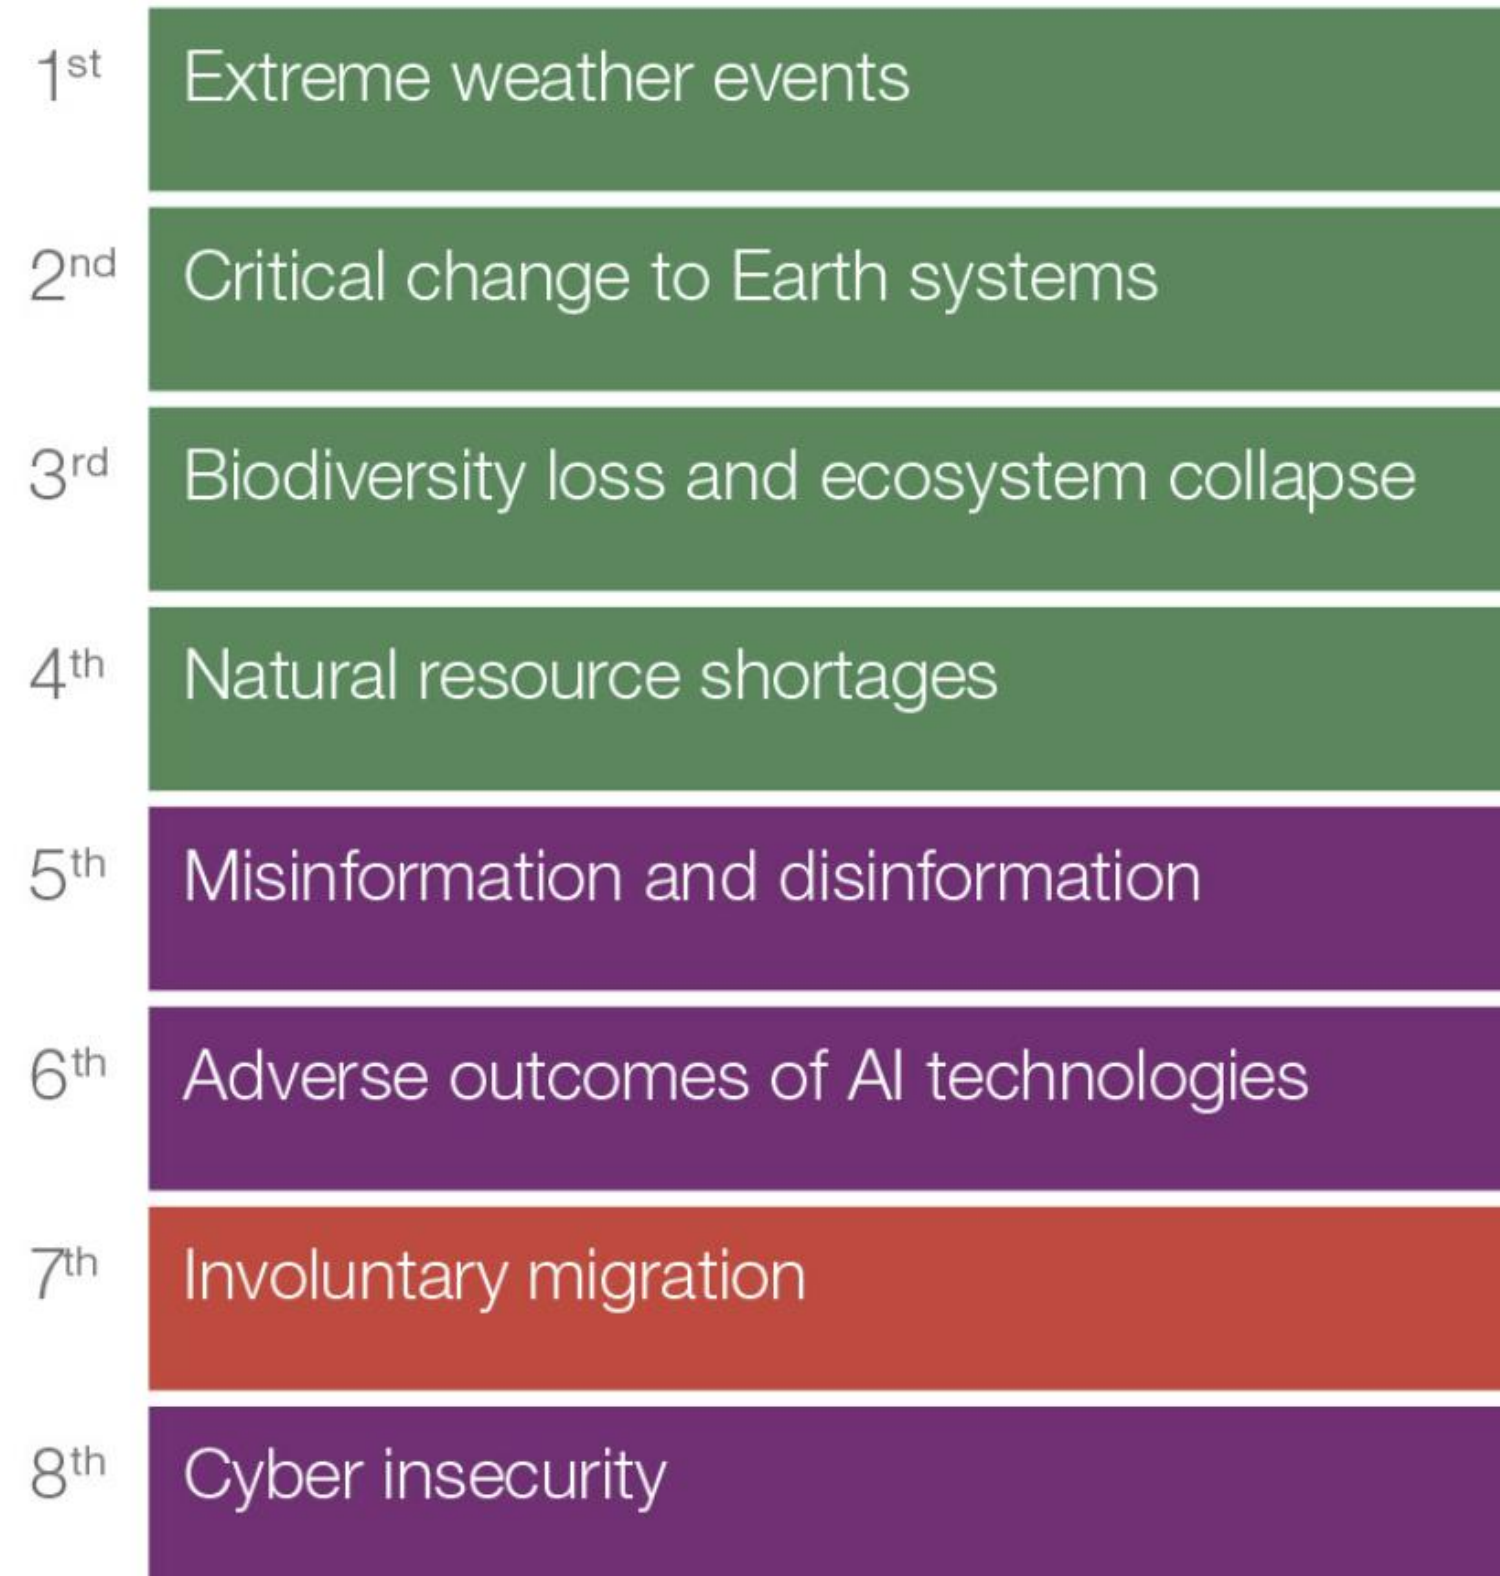 1st Extreme weather events
2nd Critical change to Earth systems
3rd Biodiversity loss and ecosystem collapse
4th Natural resource shortages
5th Misinformation and disinformation
6th Adverse outcomes of AI technologies
7th Involuntary migration
8th Cyber insecurity